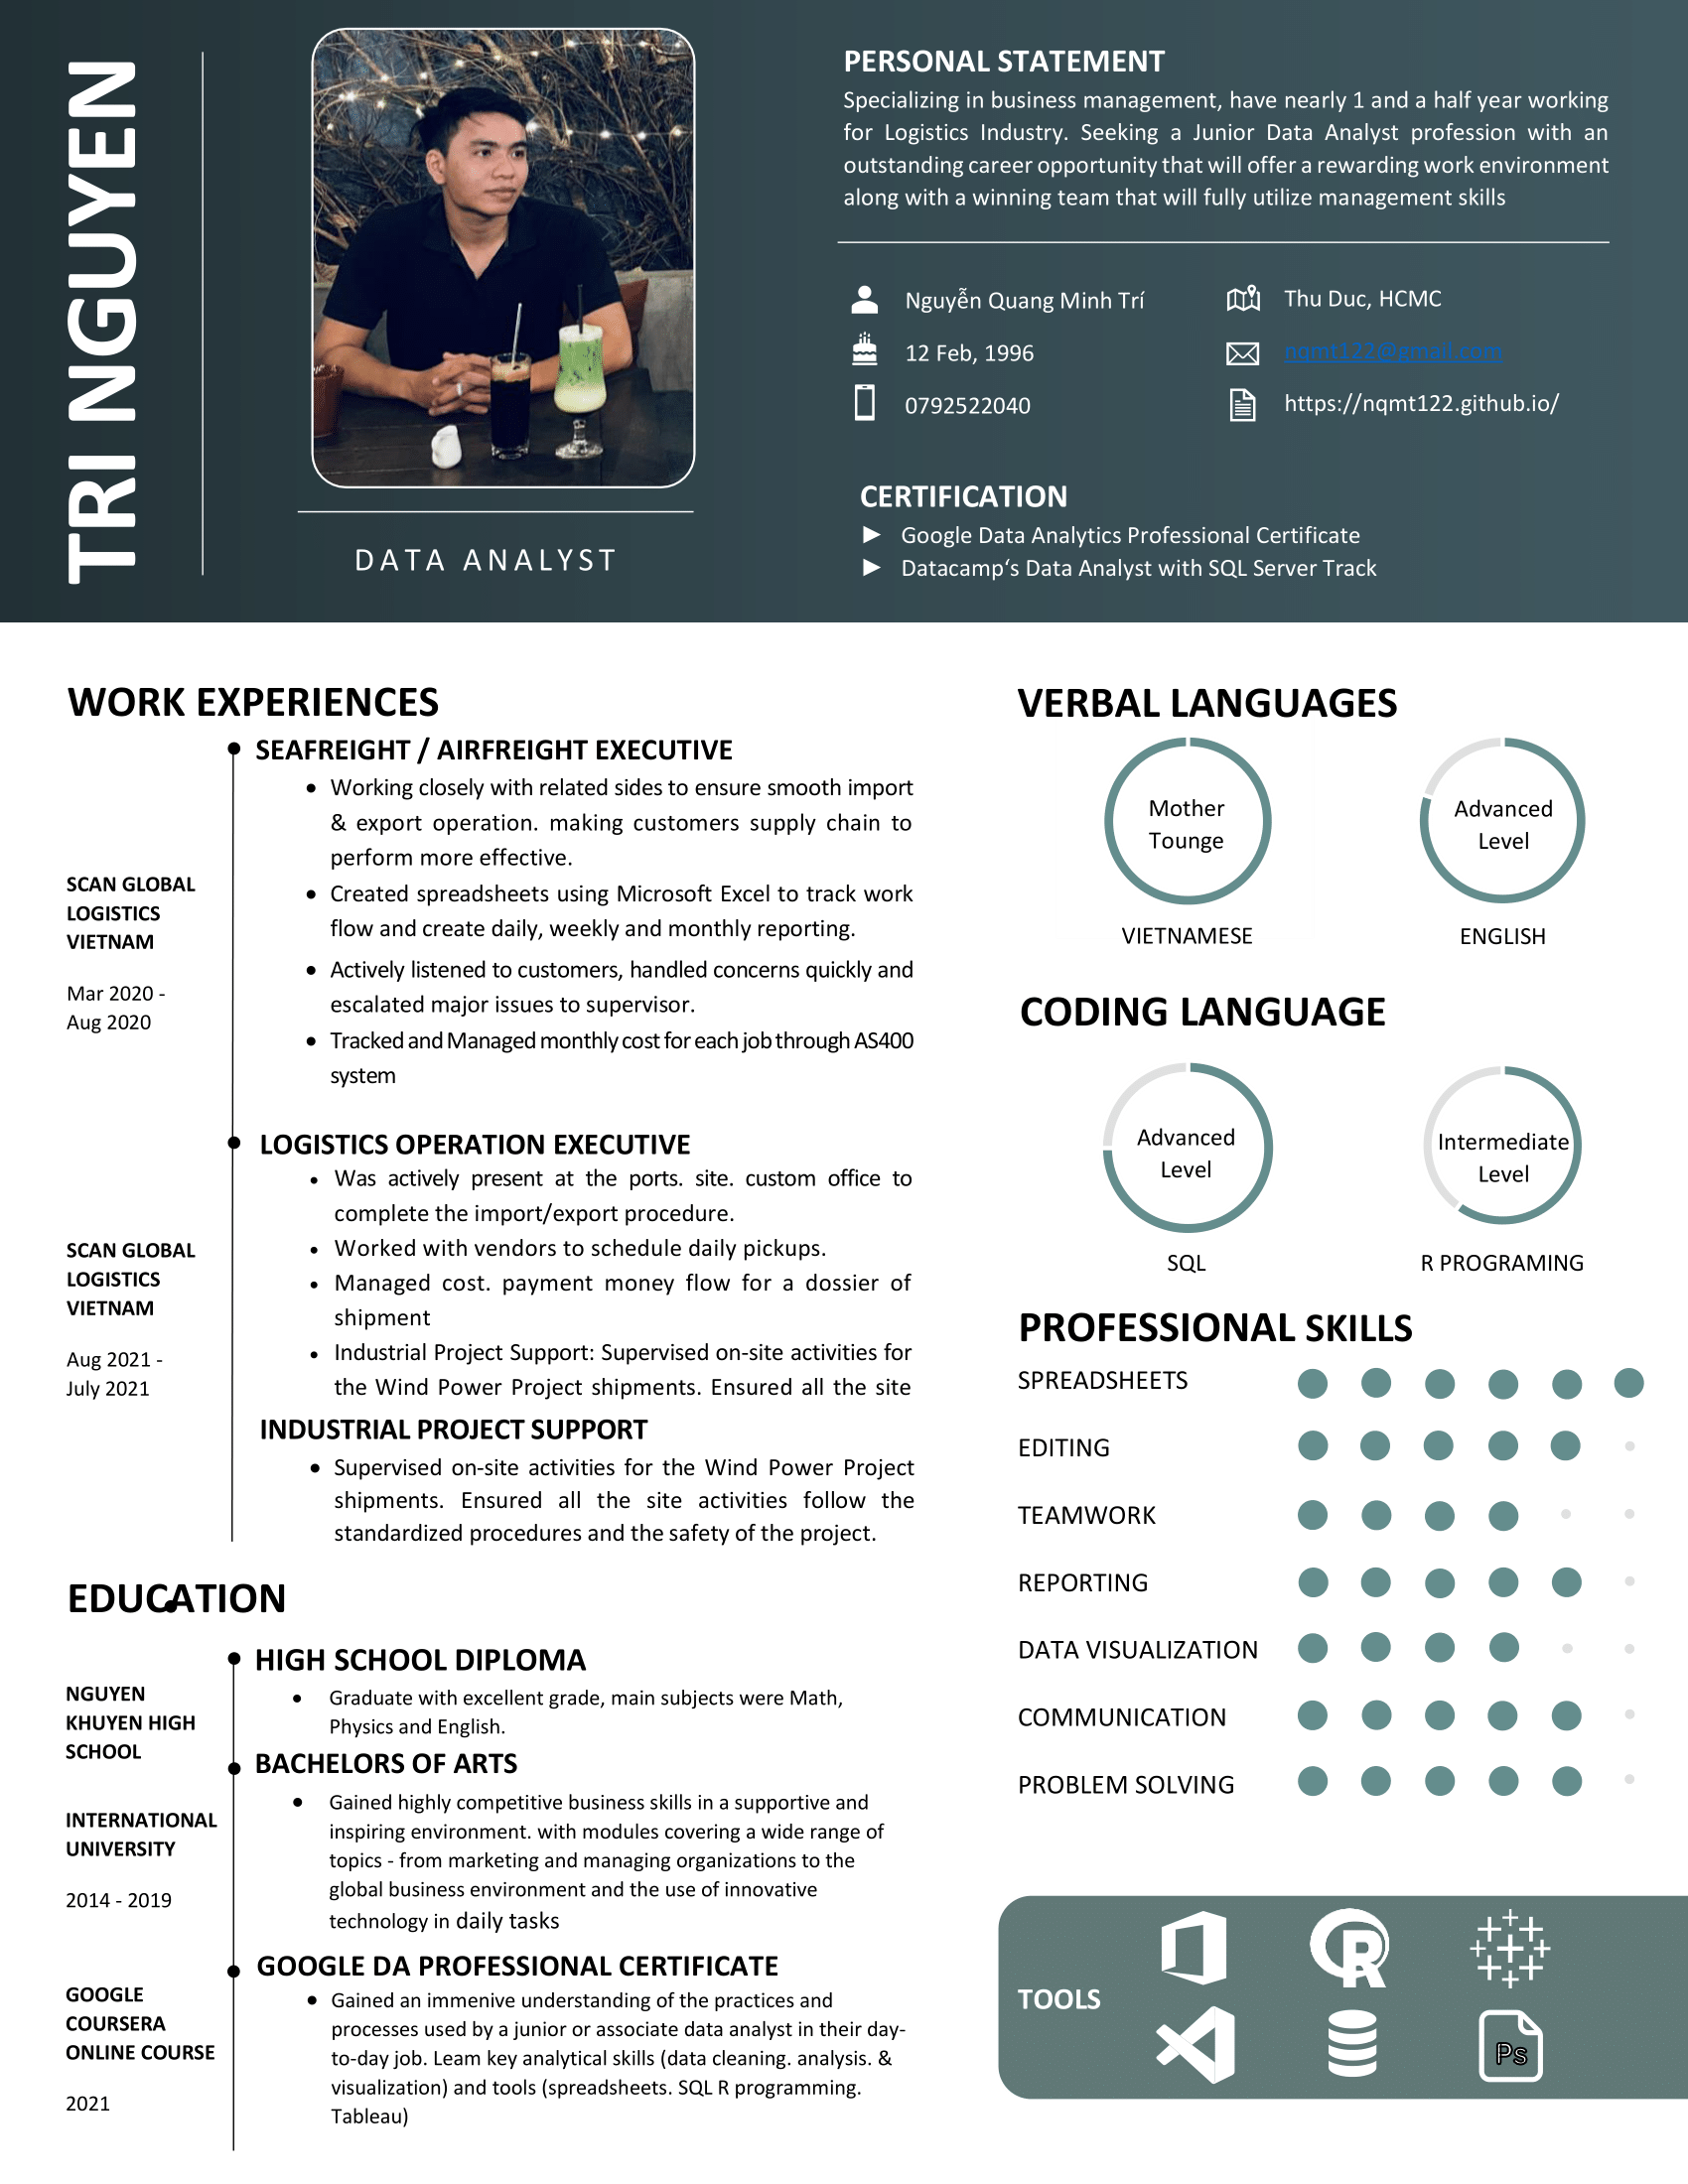 TRI NGUYEN
DATA ANALYST
PERSONAL STATEMENT
Specializing in business management, have nearly 1 and a half year working
for Logistics Industry. Seeking a Junior Data Analyst profession with an
outstanding career opportunity that will offer a rewarding work environment
along with a winning team that will fully utilize management skills
Nguyễn Quang Minh Trí
Thu Duc, HCMC
12 Feb, 1996
nqmt122@gmail.com
0792522040
https://nqmt122.github.io/
CERTIFICATION
► Google Data Analytics Professional Certificate
► Datacamp‘s Data Analyst with SQL Server Track
WORK EXPERIENCES
SCAN GLOBAL
LOGISTICS
VIETNAM
Mar 2020 -
Aug 2020
SEAFREIGHT / AIRFREIGHT EXECUTIVE
• Working closely with related sides to ensure smooth import
& export operation. making customers supply chain to
perform more effective.
• Created spreadsheets using Microsoft Excel to track work
flow and create daily, weekly and monthly reporting.
• Actively listened to customers, handled concerns quickly and
escalated major issues to supervisor.
• Tracked and Managed monthly cost for each job through AS400
system
SCAN GLOBAL
LOGISTICS
VIETNAM
Aug 2021 -
July 2021
LOGISTICS OPERATION EXECUTIVE
• Was actively present at the ports. site. custom office to
complete the import/export procedure.
• Worked with vendors to schedule daily pickups.
• Managed cost. payment money flow for a dossier of
shipment
• Industrial Project Support: Supervised on-site activities for
the Wind Power Project shipments. Ensured all the site
INDUSTRIAL PROJECT SUPPORT
• Supervised on-site activities for the Wind Power Project
shipments. Ensured all the site activities follow the
standardized procedures and the safety of the project.
EDUCATION
NGUYEN
KHUYEN HIGH
SCHOOL
HIGH SCHOOL DIPLOMA
• Graduate with excellent grade, main subjects were Math,
Physics and English.
INTERNATIONAL
UNIVERSITY
2014 - 2019
BACHELORS OF ARTS
• Gained highly competitive business skills in a supportive and
inspiring environment. with modules covering a wide range of
topics - from marketing and managing organizations to the
global business environment and the use of innovative
technology in daily tasks
GOOGLE
COURSERA
ONLINE COURSE
2021
GOOGLE DA PROFESSIONAL CERTIFICATE
• Gained an immenive understanding of the practices and
processes used by a junior or associate data analyst in their day-
to-day job. Leam key analytical skills (data cleaning. analysis. &
visualization) and tools (spreadsheets. SQL R programming.
Tableau)
VERBAL LANGUAGES
Mother
Tounge
VIETNAMESE
Advanced
Level
ENGLISH
CODING LANGUAGE
Advanced
Level
SQL
Intermediate
Level
R PROGRAMING
PROFESSIONAL SKILLS
SPREADSHEETS
EDITING
TEAMWORK
REPORTING
DATA VISUALIZATION
COMMUNICATION
PROBLEM SOLVING
TOOLS
R
Ps